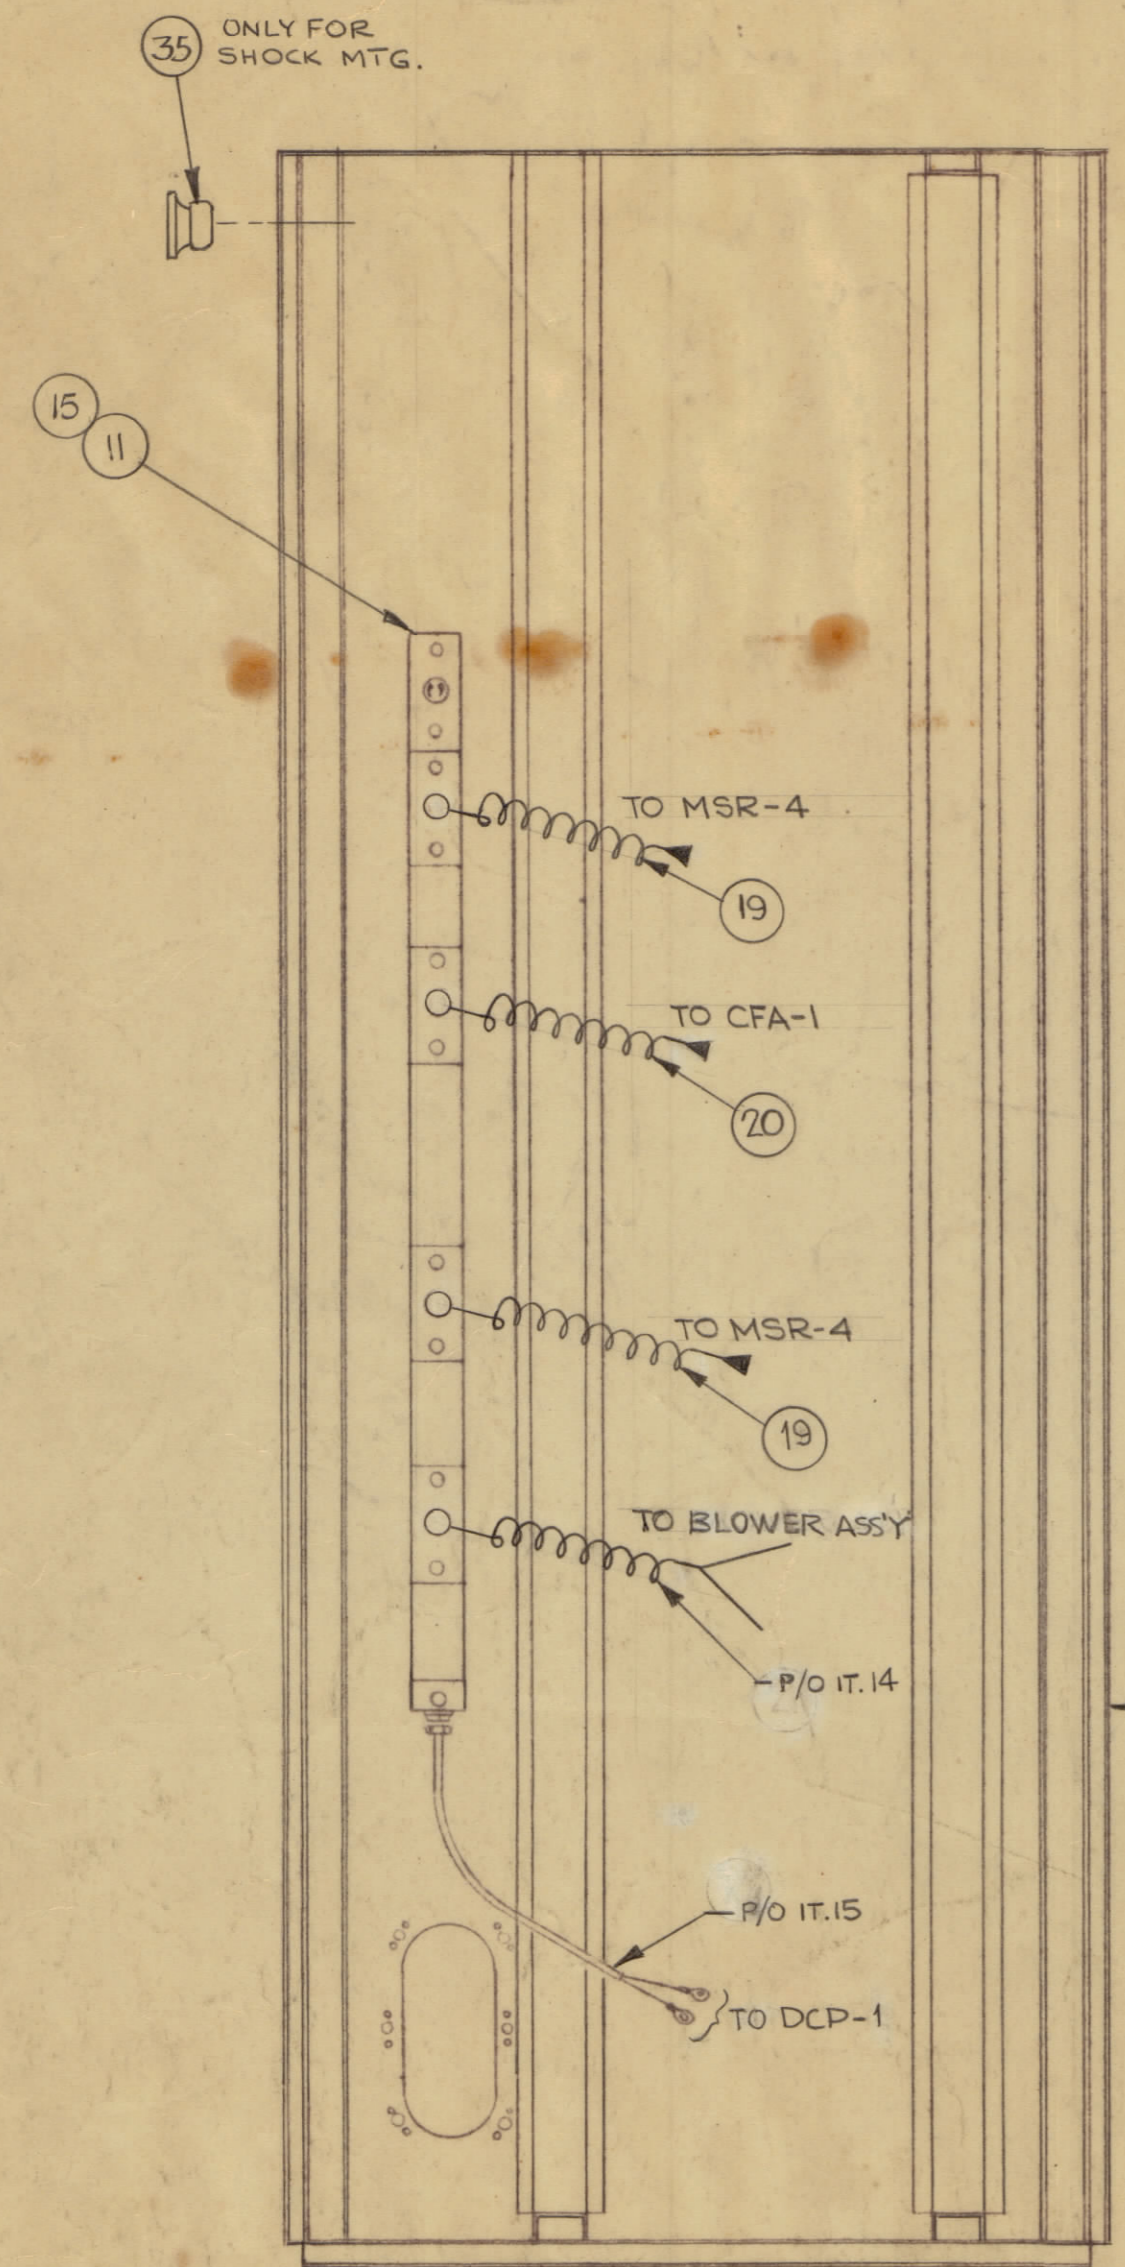 35 ONLY FOR
SHOCK MTG.
15
11
TO MSR-4
19
TO CFA-1
20
TO MSR-4
19
TO BLOWER ASS'Y
P/O IT.14
P/O IT.15
TO DCP-1